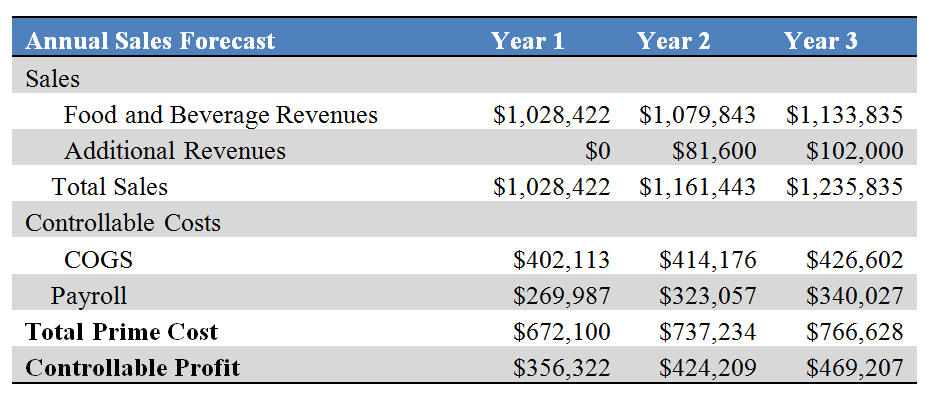 Annual Sales Forecast Year 1 Year 2 Year 3
Sales
Food and Beverage Revenues $1,028,422 $1,079,843 $1,133,835
Additional Revenues $0 $81,600 $102,000
Total Sales $1,028,422 $1,161,443 $1,235,835
Controllable Costs
COGS $402,113 $414,176 $426,602
Payroll $269,987 $323,057 $340,027
Total Prime Cost $672,100 $737,234 $766,628
Controllable Profit $356,322 $424,209 $469,207